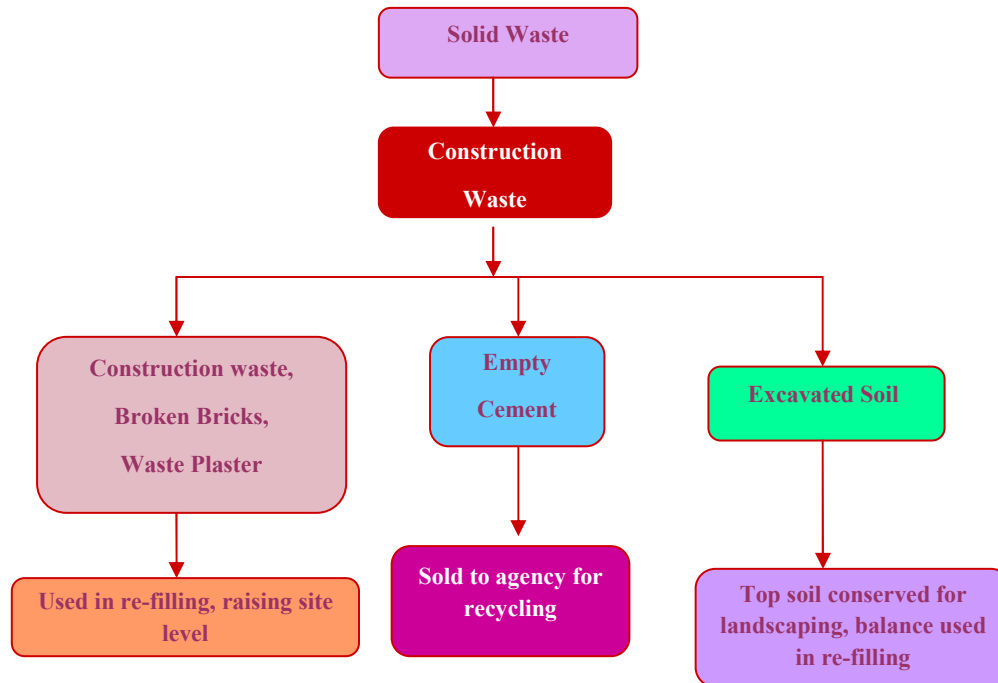 Solid Waste
Construction
Waste
Construction waste,
Broken Bricks,
Waste Plaster
Empty
Cement
Excavated Soil
Used in re-filling, raising site
level
Sold to agency for
recycling
Top soil conserved for
landscaping, balance used
in re-filling